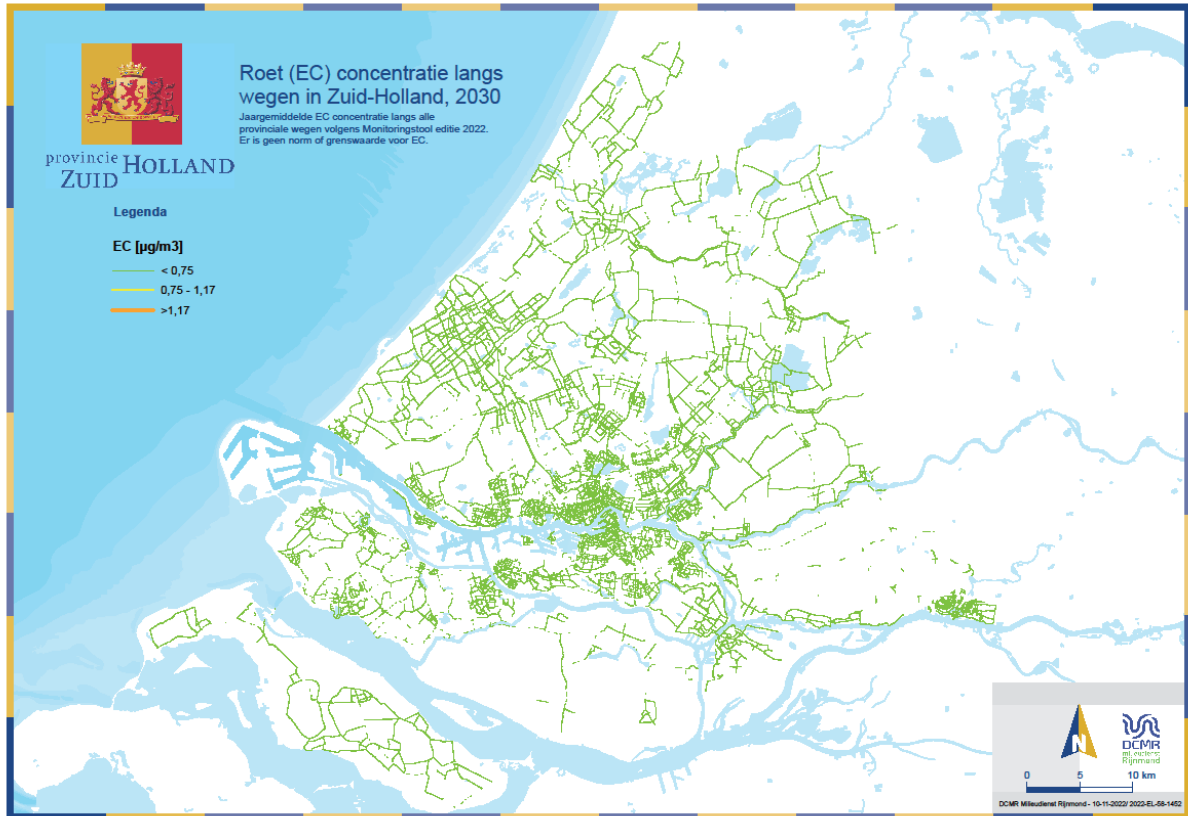 Roet (EC) concentratie langs
wegen in Zuid-Holland, 2030
Jaargemiddelde EC concentratie langs alle
provinciale wegen volgens Monitoringstool editie 2022.
Er is geen norm of grenswaarde voor EC.
provincie HOLLAND
ZUID
Legenda
EC [µg/m3]
< 0,75
0,75 - 1,17
>1,17
N
DCMR
milieudienst
Rijnmond
0 5 10 km
DCMR Milieudienst Rijnmond - 10-11-2022/ 2022-EL-58-1452